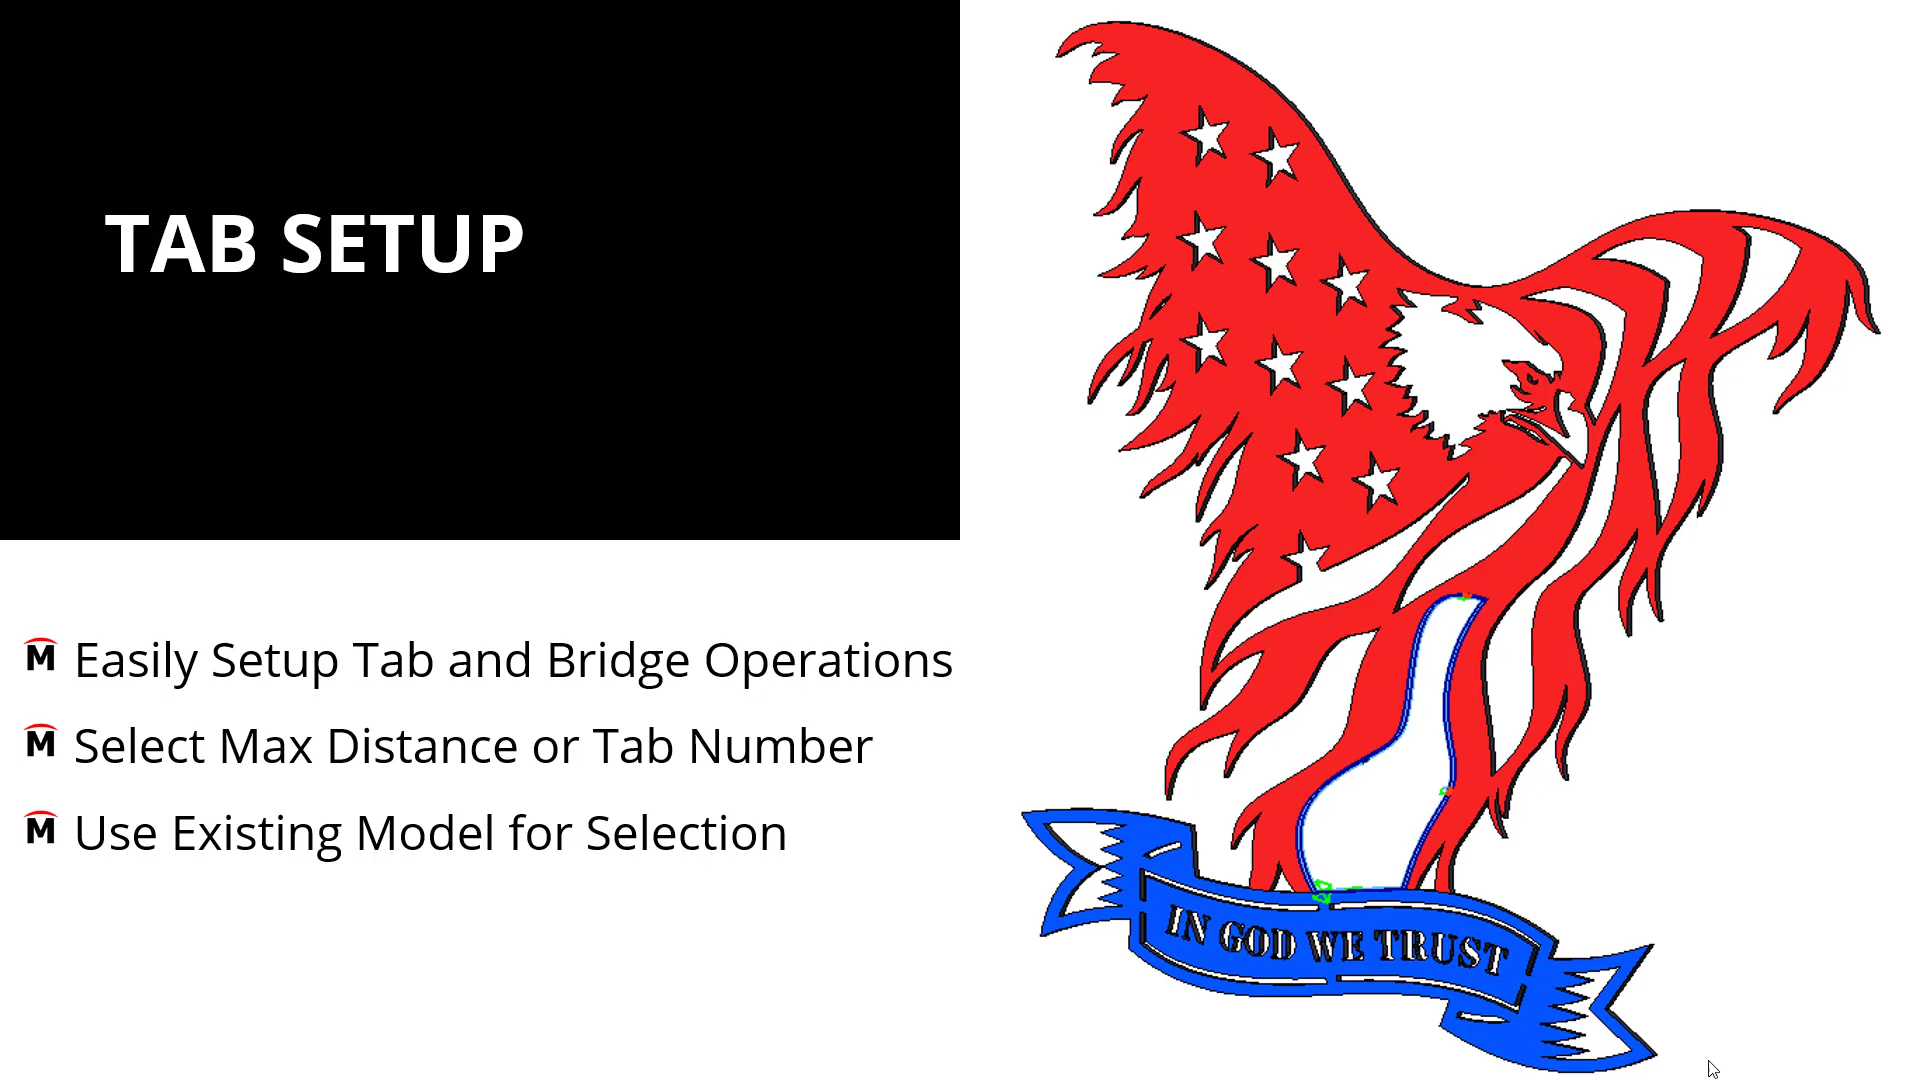 TAB SETUP
M Easily Setup Tab and Bridge Operations
M Select Max Distance or Tab Number
M Use Existing Model for Selection
IN GOD WE TRUST